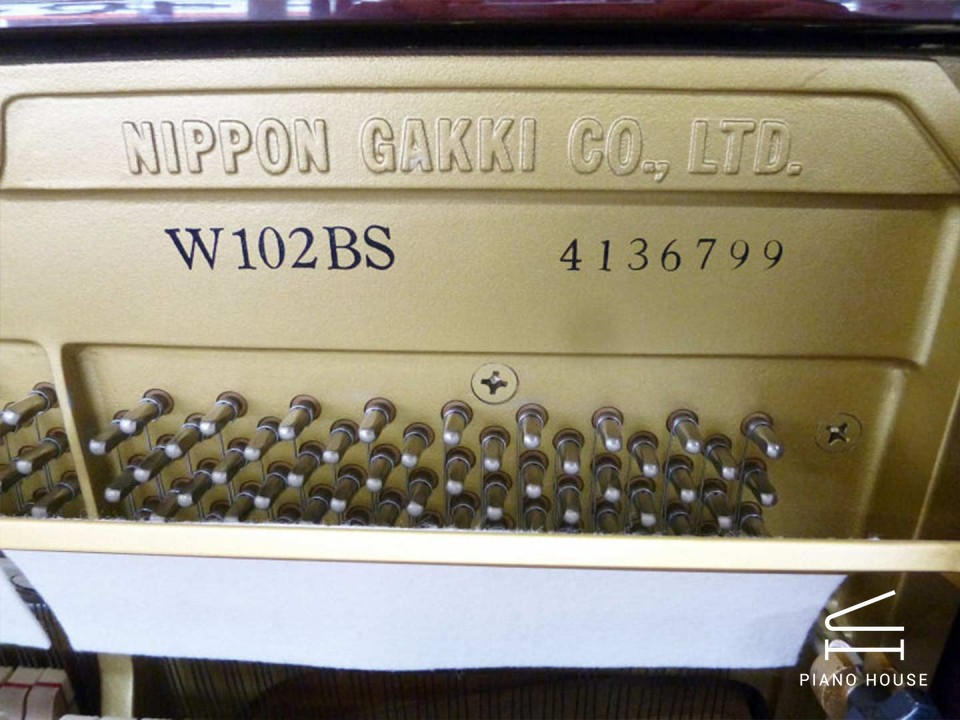 NIPPON GAKKI CO., LTD.
W102BS 4136799
PIANO HOUSE